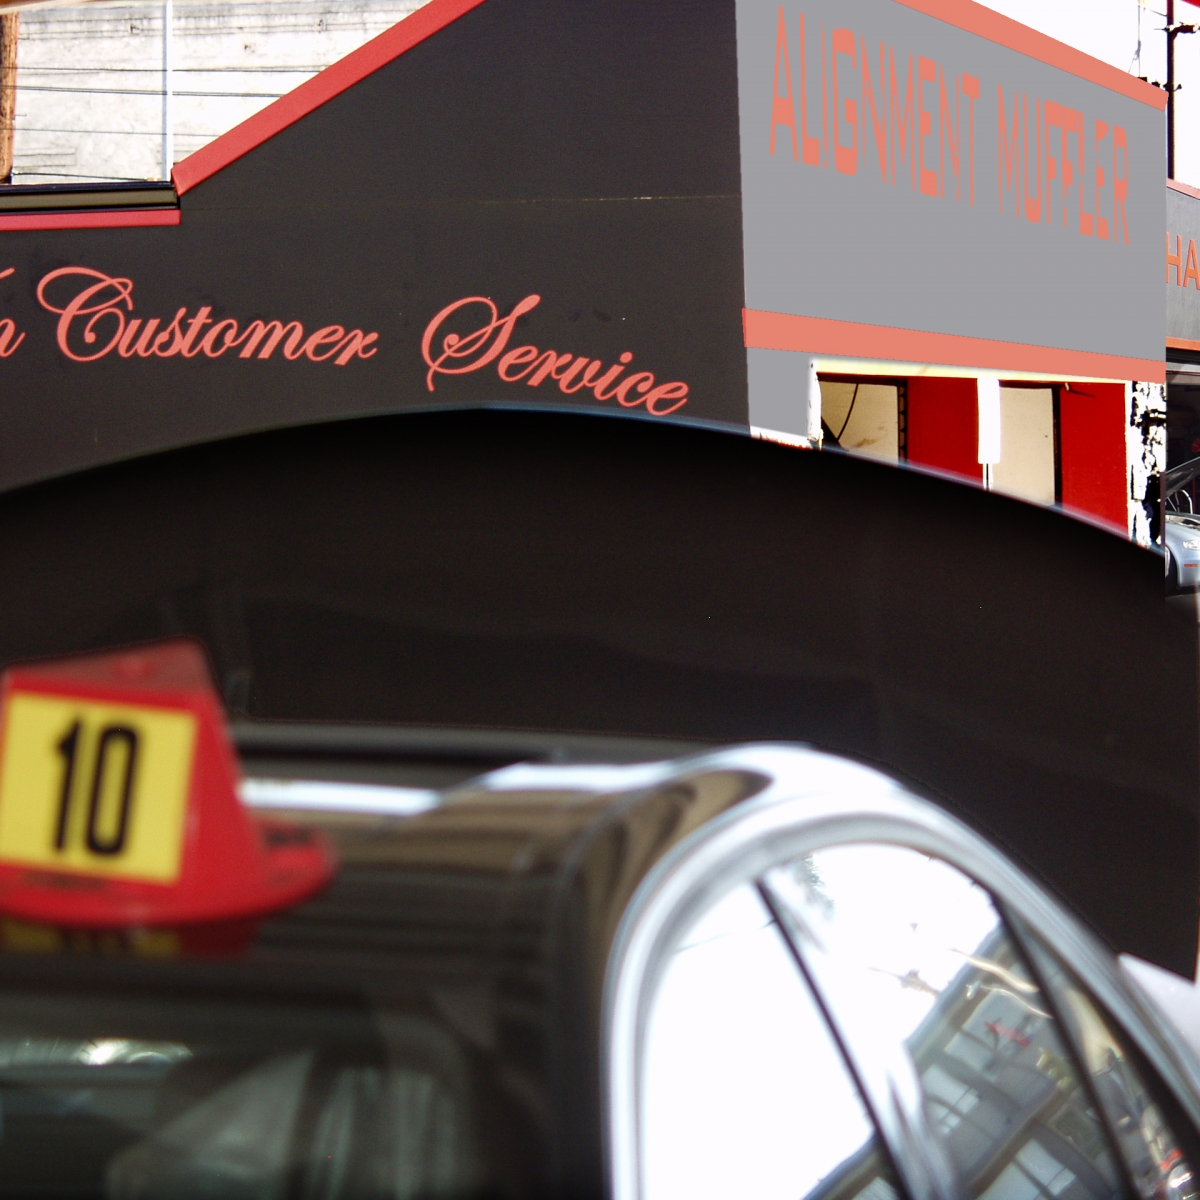 ALIGNMENT MUFFLER
Customer Service
10